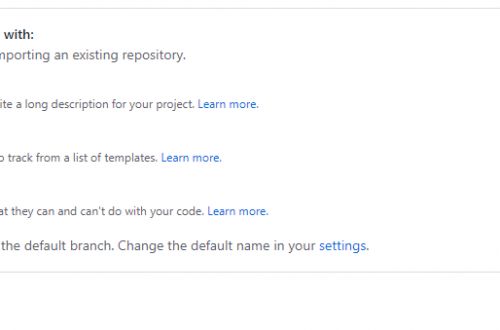 with:
mporting an existing repository.
ite a long description for your project. Learn more.
o track from a list of templates. Learn more.
at they can and can't do with your code. Learn more.
the default branch. Change the default name in your settings.